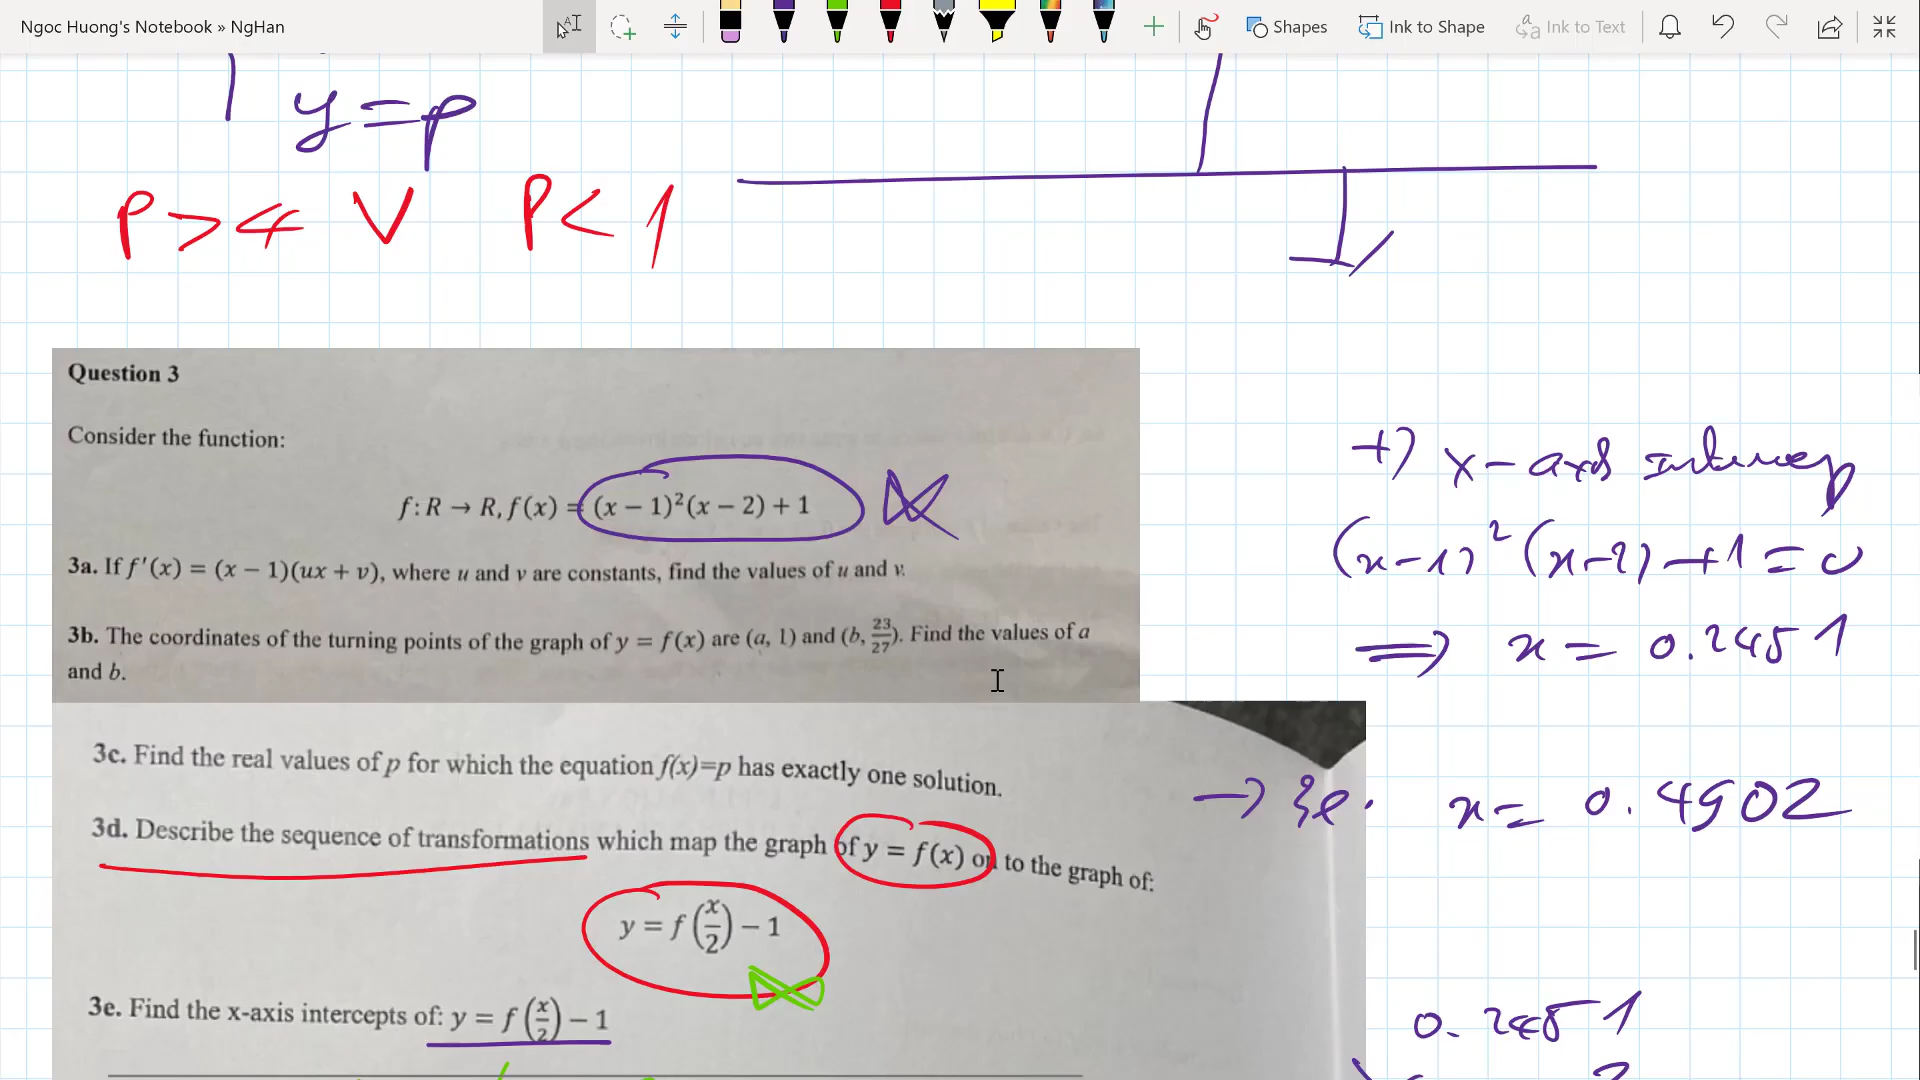 Ngoc Huong's Notebook » NgHan
Shapes
Ink to Shape
Ink to Text
y = p
P > 4 V P < 1
Question 3
Consider the function:
f: R → R, f(x) = (x − 1)²(x − 2) + 1
3a. If f'(x) = (x − 1)(ux + v), where u and v are constants, find the values of u and v.
3b. The coordinates of the turning points of the graph of y = f(x) are (a, 1) and (b, 23/27). Find the values of a
and b.
3c. Find the real values of p for which the equation f(x)=p has exactly one solution.
3d. Describe the sequence of transformations which map the graph of y = f(x) on to the graph of:
y = f(x/2) − 1
3e. Find the x-axis intercepts of: y = f(x/2) − 1
+) x-axis
(x-1)² (x-2) +1 = 0
⟹ x = 0.2451
→ 3e. x = 0.4902
0.2451